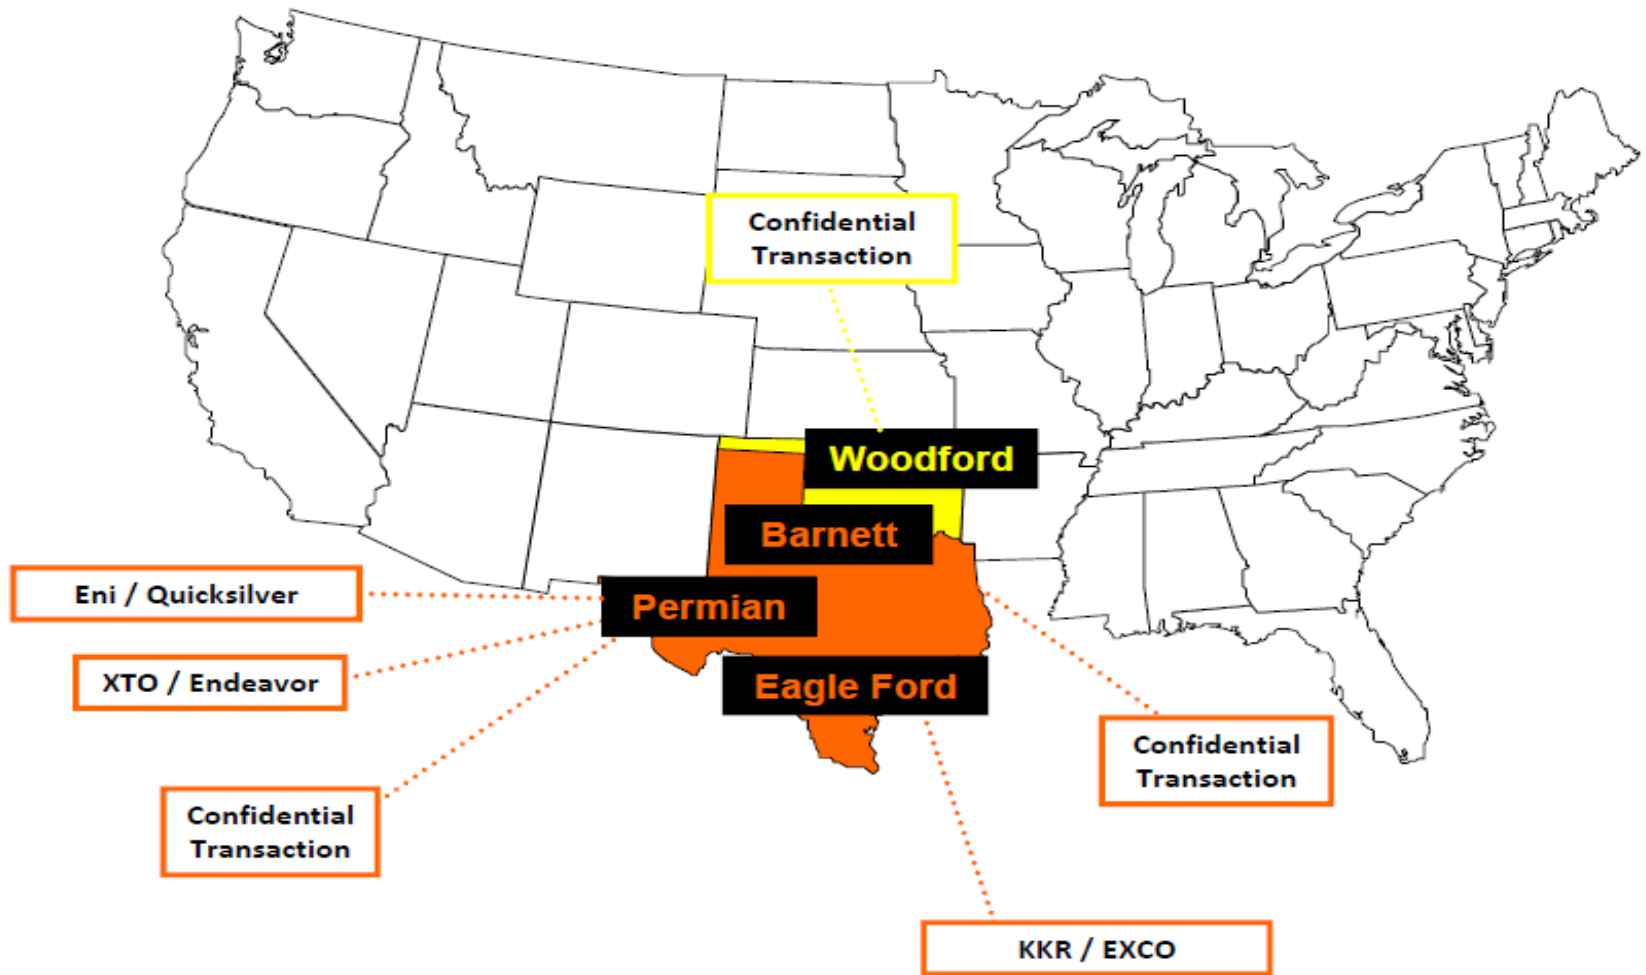 Confidential
Transaction
Woodford
Barnett
Eni / Quicksilver
Permian
XTO / Endeavor
Eagle Ford
Confidential
Transaction
Confidential
Transaction
KKR / EXCO